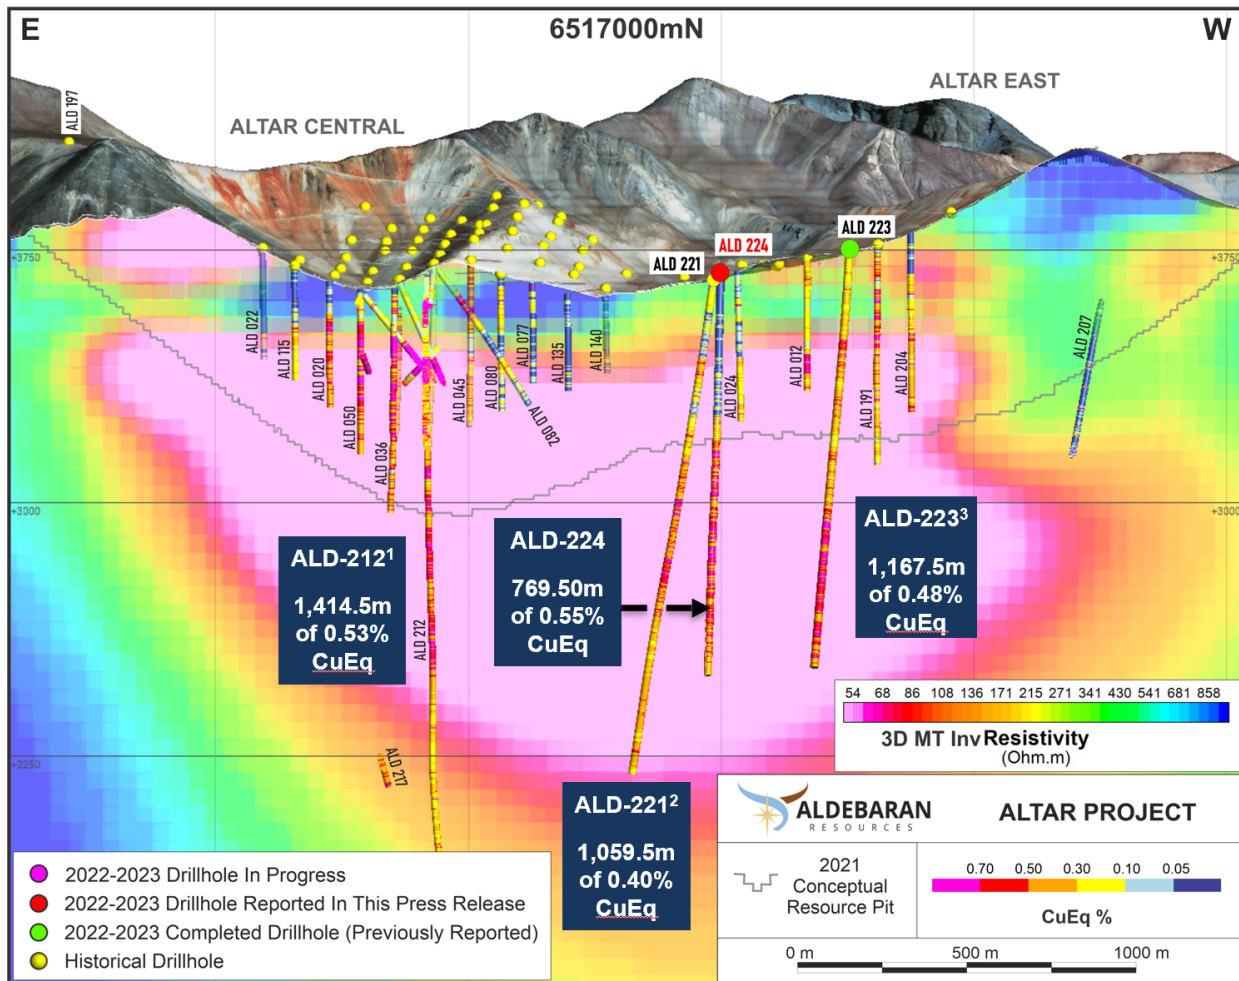 E
6517000mN
W
ALTAR EAST
ALTAR CENTRAL
ALD 197
ALD 223
ALD 224
ALD 221
+3750
+3750
ALD 022
ALD 115
ALD 020
ALD 050
ALD 036
ALD 045
ALD 080
ALD 082
ALD 077
ALD 135
ALD 140
ALD 024
ALD 012
ALD 191
ALD 204
ALD 207
+3000
+3000
ALD-212¹
1,414.5m
of 0.53%
CuEq
ALD 212
ALD-224
769.50m
of 0.55%
CuEq
ALD-223³
1,167.5m
of 0.48%
CuEq
+2250
ALD 217
ALD-221²
1,059.5m
of 0.40%
CuEq
54 68 86 108 136 171 215 271 341 430 541 681 858
3D MT Inv Resistivity
(Ohm.m)
ALDEBARAN
RESOURCES
ALTAR PROJECT
2021
Conceptual
Resource Pit
0.70 0.50 0.30 0.10 0.05
CuEq %
0 m 500 m 1000 m
2022-2023 Drillhole In Progress
2022-2023 Drillhole Reported In This Press Release
2022-2023 Completed Drillhole (Previously Reported)
Historical Drillhole